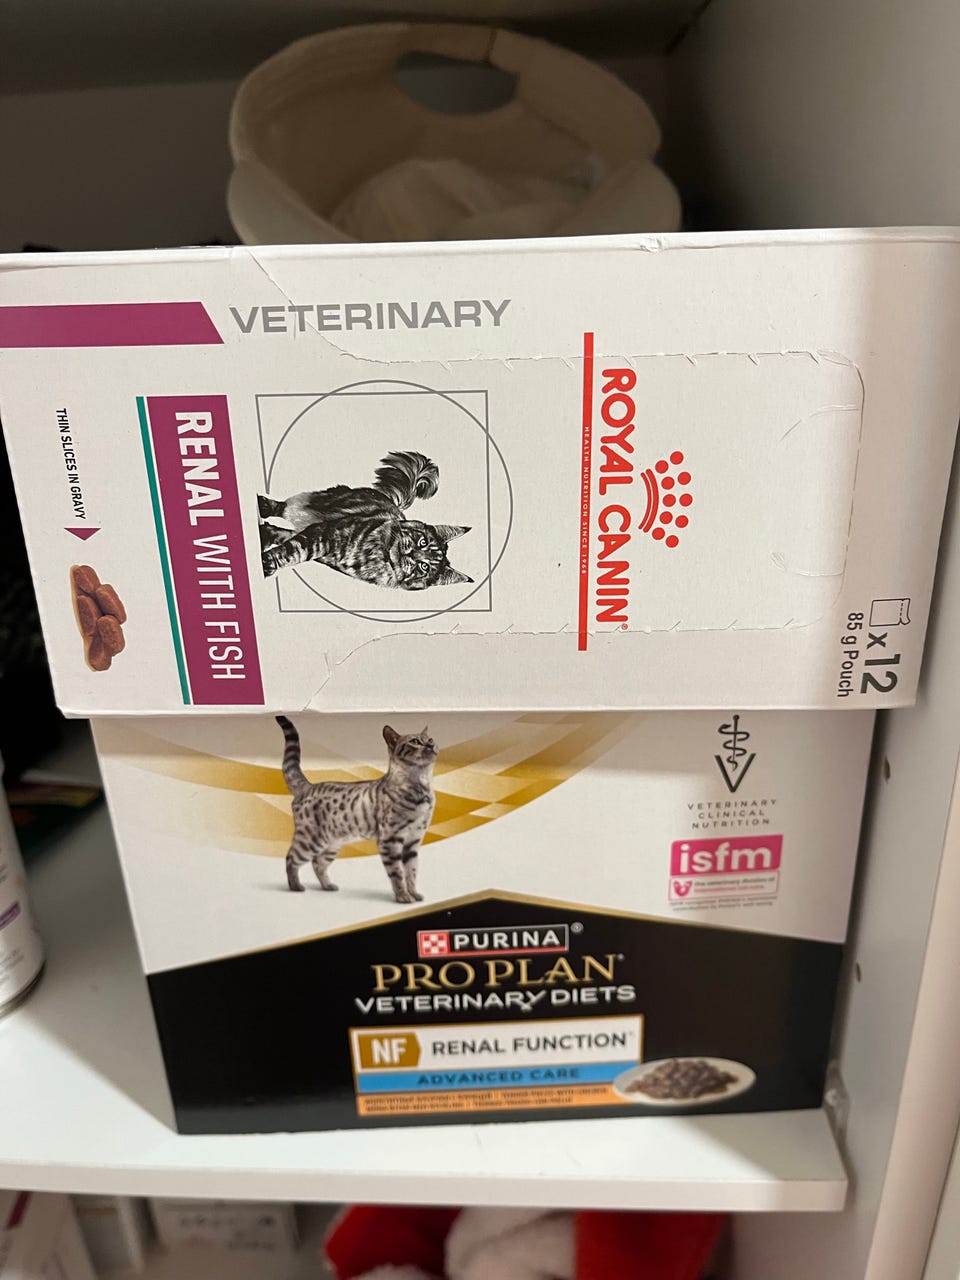 VETERINARY
ROYAL CANIN®
HEALTH NUTRITION SINCE 1968
RENAL WITH FISH
THIN SLICES IN GRAVY
x12
85 g Pouch
VETERINARY
CLINICAL
NUTRITION
isfm
PURINA®
PRO PLAN®
VETERINARY DIETS
NF RENAL FUNCTION
ADVANCED CARE